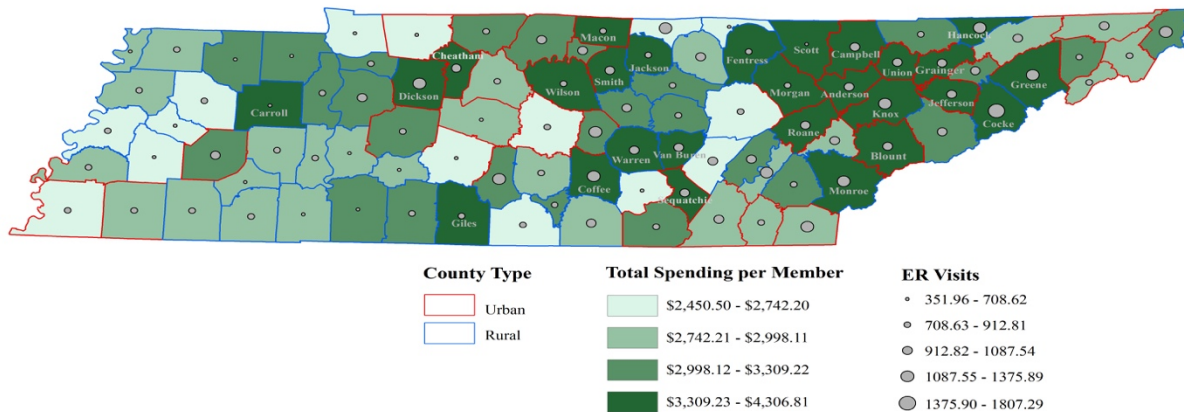 Macon
Hancock
Cheatham
Jackson
Fentress
Scott
Campbell
Union
Grainger
Smith
Dickson
Wilson
Morgan
Anderson
Greene
Carroll
Knox
Jefferson
Cocke
Roane
Warren
Van Buren
Blount
Coffee
Monroe
Sequatchie
Giles
County Type
Urban
Rural
Total Spending per Member
$2,450.50 - $2,742.20
$2,742.21 - $2,998.11
$2,998.12 - $3,309.22
$3,309.23 - $4,306.81
ER Visits
351.96 - 708.62
708.63 - 912.81
912.82 - 1087.54
1087.55 - 1375.89
1375.90 - 1807.29